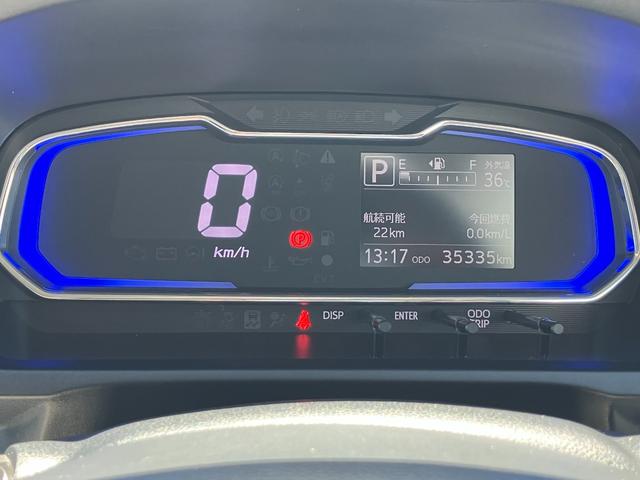 0
km/h
P
E F 外気温
36℃
航続可能 今回燃費
22km 0.0km/L
13:17 ODO 35335km
CVT
DISP ENTER ODO
TRIP